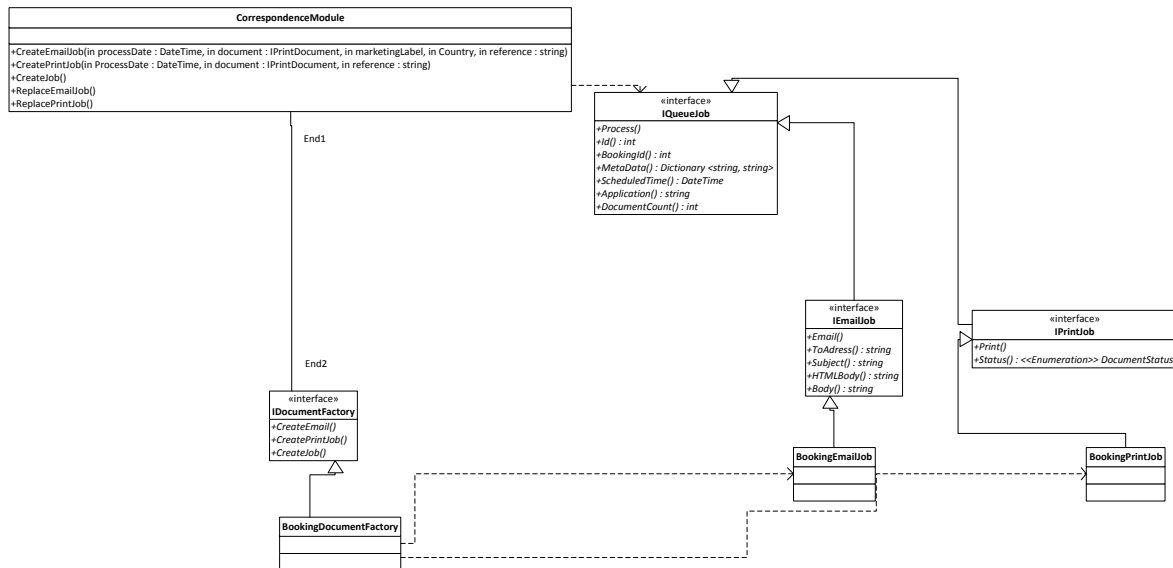 CorrespondenceModule
+CreateEmailJob(in processDate : DateTime, in document : IPrintDocument, in marketingLabel, in Country, in reference : string)
+CreatePrintJob(in ProcessDate : DateTime, in document : IPrintDocument, in reference : string)
+CreateJob()
+ReplaceEmailJob()
+ReplacePrintJob()
«interface»
IQueueJob
+Process()
+Id() : int
+BookingId() : int
+MetaData() : Dictionary <string, string>
+ScheduledTime() : DateTime
+Application() : string
+DocumentCount() : int
End1
End2
«interface»
IEmailJob
+Email()
+ToAdress() : string
+Subject() : string
+HTMLBody() : string
+Body() : string
«interface»
IPrintJob
+Print()
+Status() : <<Enumeration>> DocumentStatus
«interface»
IDocumentFactory
+CreateEmail()
+CreatePrintJob()
+CreateJob()
BookingEmailJob
BookingPrintJob
BookingDocumentFactory